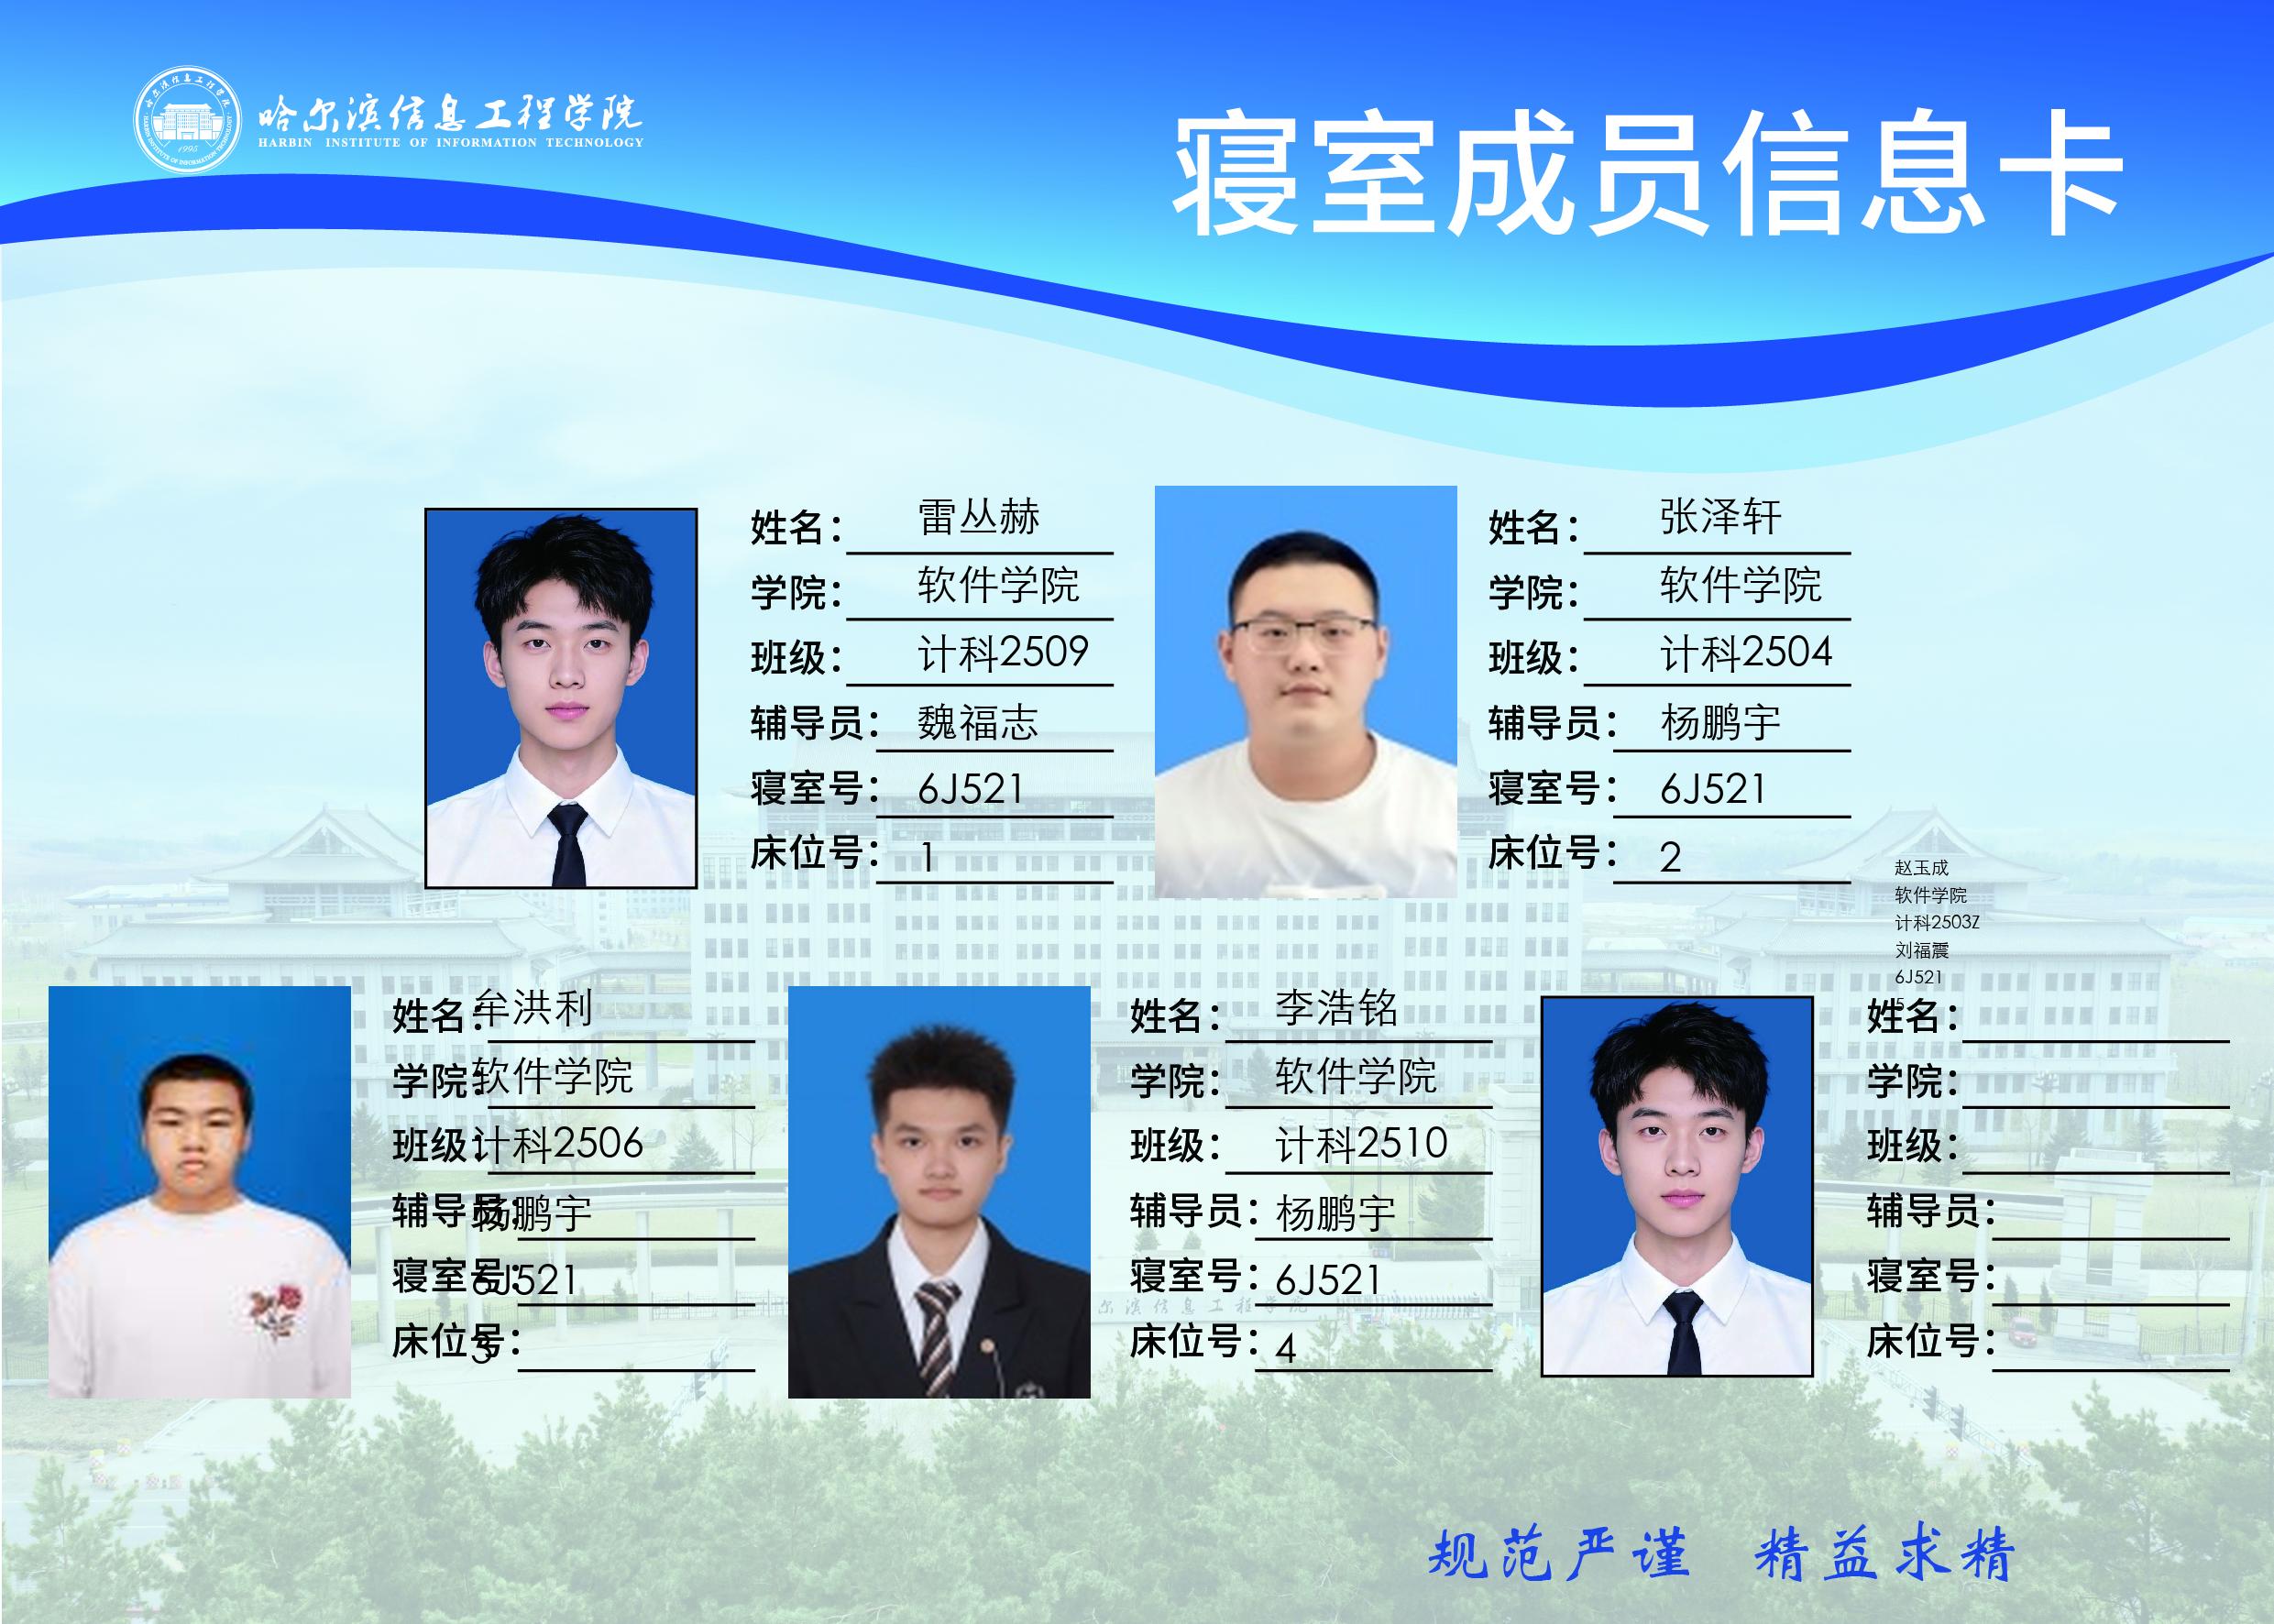 哈尔滨信息工程学院
HARBIN INSTITUTE OF INFORMATION TECHNOLOGY
1995
寝室成员信息卡
姓名：雷丛赫
学院：软件学院
班级：计科2509
辅导员：魏福志
寝室号：6J521
床位号：1
姓名：张泽轩
学院：软件学院
班级：计科2504
辅导员：杨鹏宇
寝室号：6J521
床位号：2
姓名：牟洪利
学院：软件学院
班级：计科2506
辅导员：杨鹏宇
寝室号：6J521
床位号：3
姓名：李浩铭
学院：软件学院
班级：计科2510
辅导员：杨鹏宇
寝室号：6J521
床位号：4
赵玉成
软件学院
计科2503Z
刘福震
6J521
5
姓名：
学院：
班级：
辅导员：
寝室号：
床位号：
规范严谨 精益求精